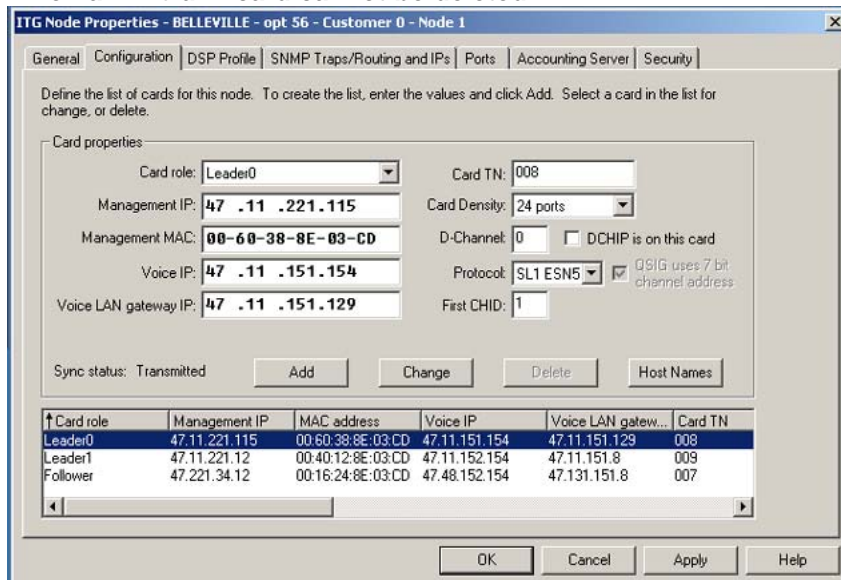 ITG Node Properties - BELLEVILLE - opt 56 - Customer 0 - Node 1
General Configuration DSP Profile SNMP Traps/Routing and IPs Ports Accounting Server Security
Define the list of cards for this node. To create the list, enter the values and click Add. Select a card in the list for
change, or delete.
Card properties
Card role: Leader0
Card TN: 008
Management IP: 47 .11 .221.115
Card Density: 24 ports
Management MAC: 00-60-38-8E-03-CD
D-Channel: 0
DCHIP is on this card
Voice IP: 47 .11 .151.154
Protocol: SL1 ESN5
QSIG uses 7 bit
channel address
Voice LAN gateway IP: 47 .11 .151.129
First CHID: 1
Sync status: Transmitted
Add Change Delete Host Names
Card role Management IP MAC address Voice IP Voice LAN gatew... Card TN
Leader0 47.11.221.115 00:60:38:8E:03:CD 47.11.151.154 47.11.151.129 008
Leader1 47.11.221.12 00:40:12:8E:03:CD 47.11.152.154 47.11.151.8 009
Follower 47.221.34.12 00:16:24:8E:03:CD 47.48.152.154 47.131.151.8 007
OK Cancel Apply Help